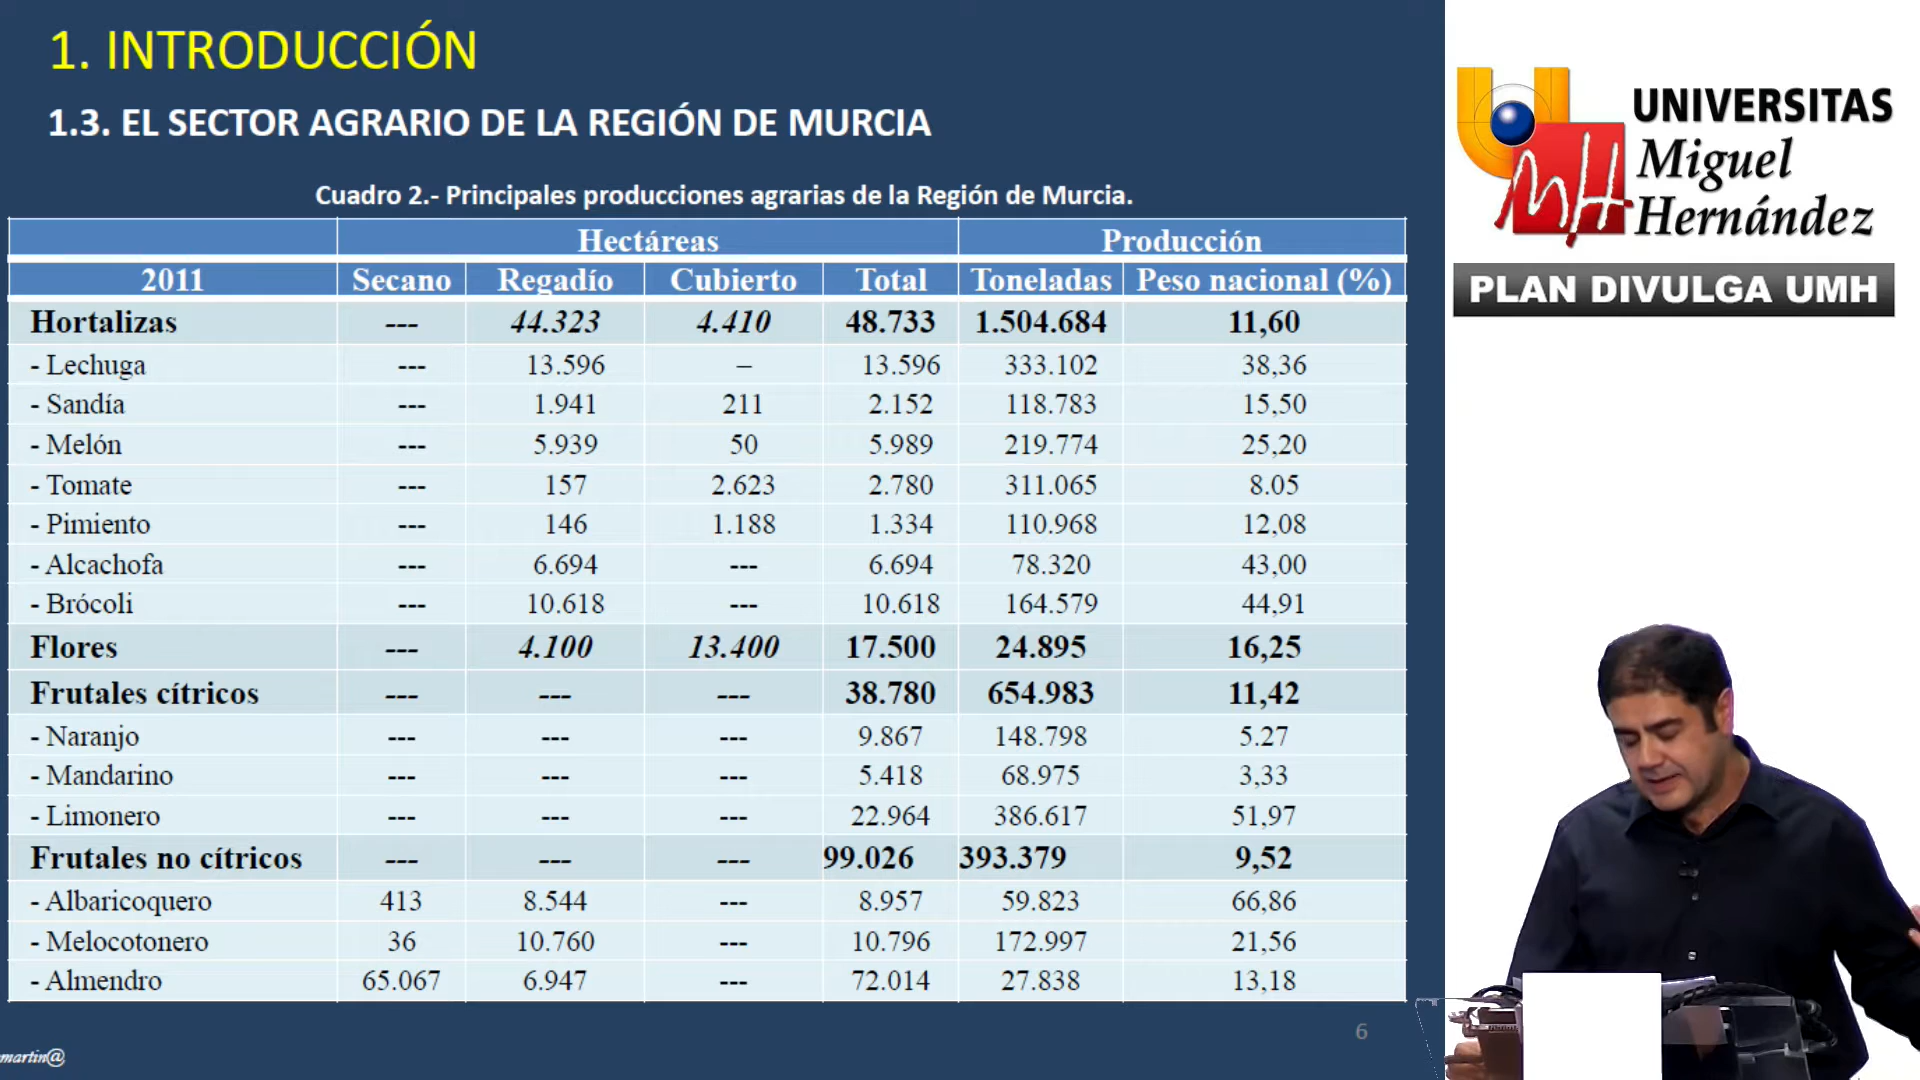 1. INTRODUCCIÓN
1.3. EL SECTOR AGRARIO DE LA REGIÓN DE MURCIA
Cuadro 2.- Principales producciones agrarias de la Región de Murcia.
Hectáreas Producción
2011 Secano Regadío Cubierto Total Toneladas Peso nacional (%)
Hortalizas --- 44.323 4.410 48.733 1.504.684 11,60
- Lechuga --- 13.596 – 13.596 333.102 38,36
- Sandía --- 1.941 211 2.152 118.783 15,50
- Melón --- 5.939 50 5.989 219.774 25,20
- Tomate --- 157 2.623 2.780 311.065 8.05
- Pimiento --- 146 1.188 1.334 110.968 12,08
- Alcachofa --- 6.694 --- 6.694 78.320 43,00
- Brócoli --- 10.618 --- 10.618 164.579 44,91
Flores --- 4.100 13.400 17.500 24.895 16,25
Frutales cítricos --- --- --- 38.780 654.983 11,42
- Naranjo --- --- --- 9.867 148.798 5.27
- Mandarino --- --- --- 5.418 68.975 3,33
- Limonero --- --- --- 22.964 386.617 51,97
Frutales no cítricos --- --- --- 99.026 393.379 9,52
- Albaricoquero 413 8.544 --- 8.957 59.823 66,86
- Melocotonero 36 10.760 --- 10.796 172.997 21,56
- Almendro 65.067 6.947 --- 72.014 27.838 13,18
6
martin@
UNIVERSITAS
Miguel
Hernández
PLAN DIVULGA UMH